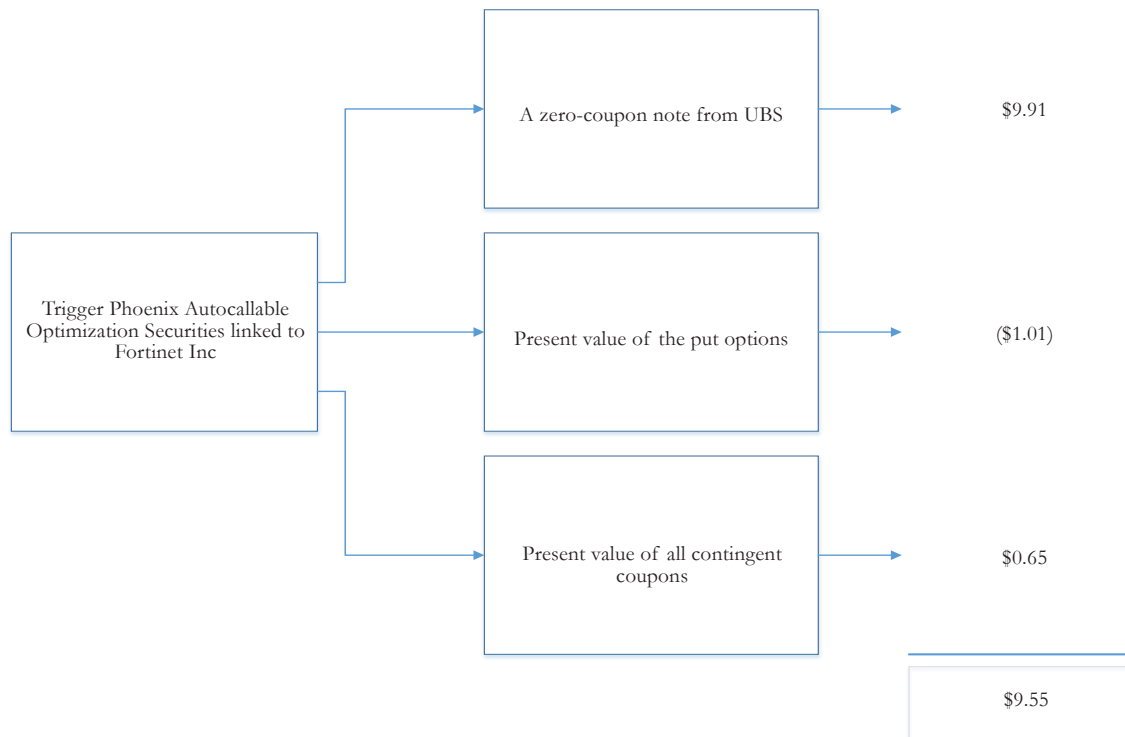 A zero-coupon note from UBS
$9.91
Trigger Phoenix Autocallable
Optimization Securities linked to
Fortinet Inc
Present value of the put options
($1.01)
Present value of all contingent
coupons
$0.65
$9.55